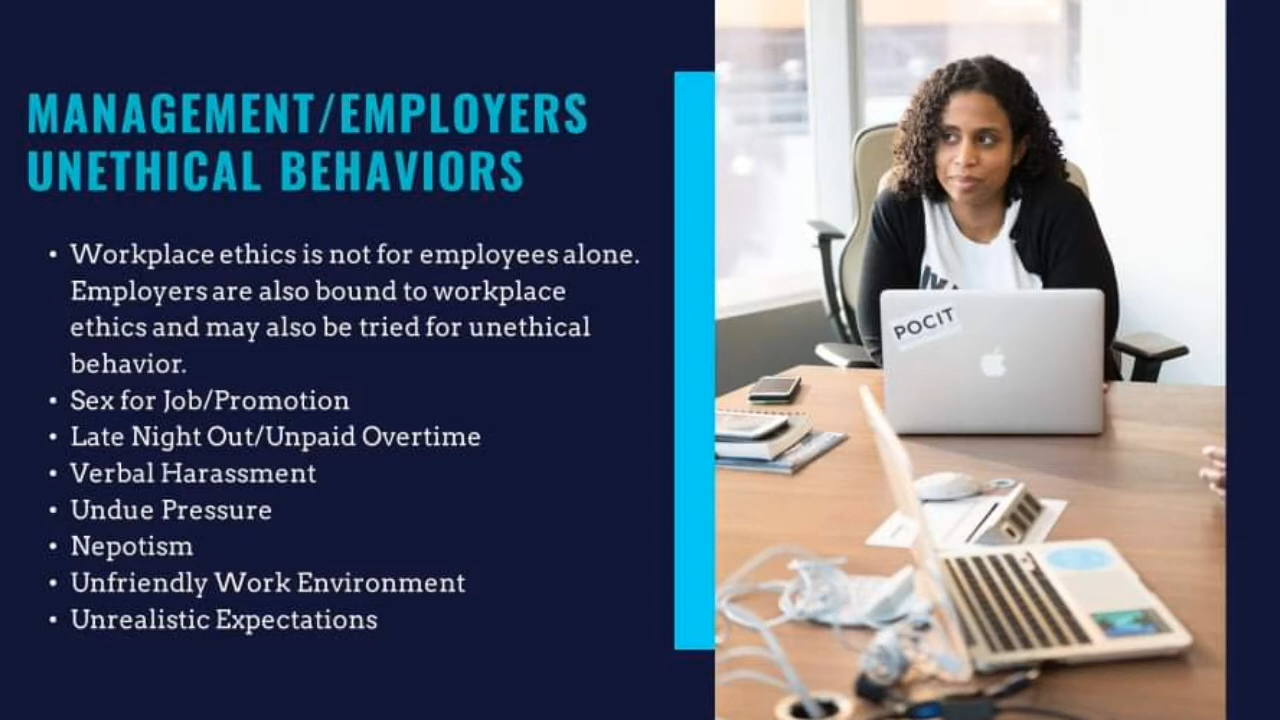 MANAGEMENT/EMPLOYERS
UNETHICAL BEHAVIORS
• Workplace ethics is not for employees alone.
Employers are also bound to workplace
ethics and may also be tried for unethical
behavior.
• Sex for Job/Promotion
• Late Night Out/Unpaid Overtime
• Verbal Harassment
• Undue Pressure
• Nepotism
• Unfriendly Work Environment
• Unrealistic Expectations
POCIT